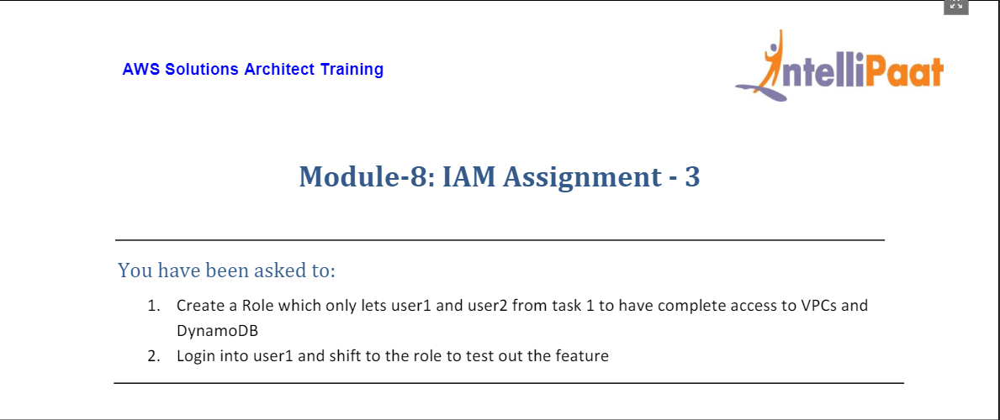 AWS Solutions Architect Training
IntelliPaat
Module-8: IAM Assignment - 3
You have been asked to:
1. Create a Role which only lets user1 and user2 from task 1 to have complete access to VPCs and
DynamoDB
2. Login into user1 and shift to the role to test out the feature